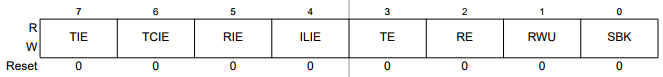 7 6 5 4 3 2 1 0
R
TIE TCIE RIE ILIE TE RE RWU SBK
W
Reset 0 0 0 0 0 0 0 0